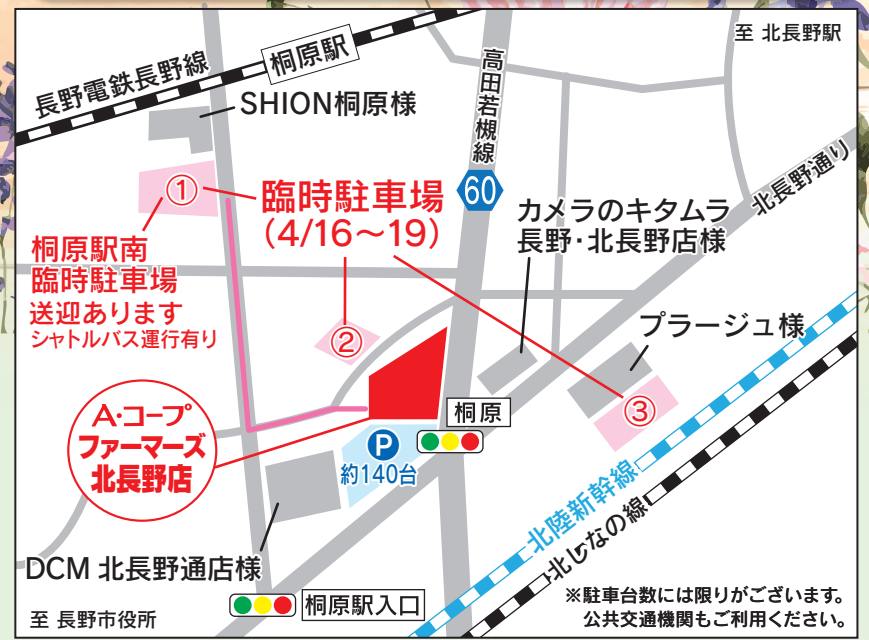 至 北長野駅
桐原駅
長野電鉄長野線
SHION桐原様
高田若槻線
60
北長野通り
①
臨時駐車場
(4/16〜19)
カメラのキタムラ
長野・北長野店様
桐原駅南
臨時駐車場
送迎あります
シャトルバス運行有り
②
プラージュ様
③
A・コープ
ファーマーズ
北長野店
桐原
P
約140台
北陸新幹線
北しなの線
DCM 北長野通店様
桐原駅入口
至 長野市役所
※駐車台数には限りがございます。
公共交通機関もご利用ください。